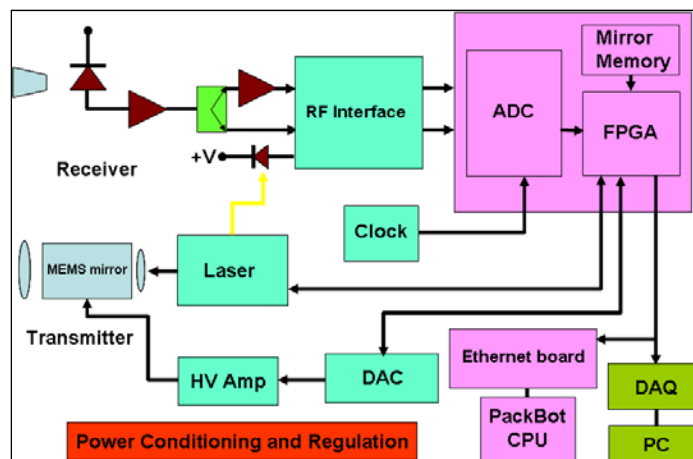 Mirror
Memory
ADC
RF Interface
FPGA
+V
Receiver
Clock
Laser
MEMS mirror
Transmitter
Ethernet board
HV Amp
DAC
DAQ
PackBot
CPU
Power Conditioning and Regulation
PC